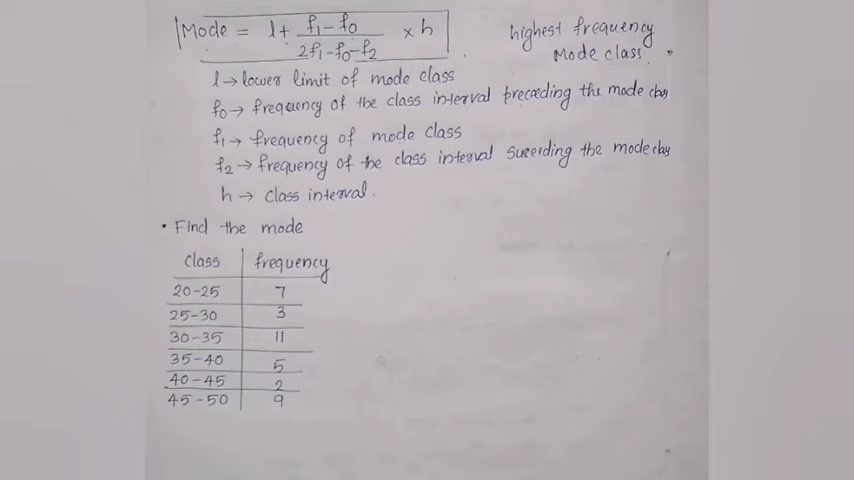 Mode = l + f₁ - f₀ / 2f₁ - f₀ - f₂ × h
highest frequency
Mode class.
l → lower limit of mode class
f₀ → frequency of the class interval preceding the mode class
f₁ → frequency of mode class
f₂ → frequency of the class interval succeeding the mode class
h → class interval.
• Find the mode
class | frequency
20-25 | 7
25-30 | 3
30-35 | 11
35-40 | 5
40-45 | 2
45-50 | 9